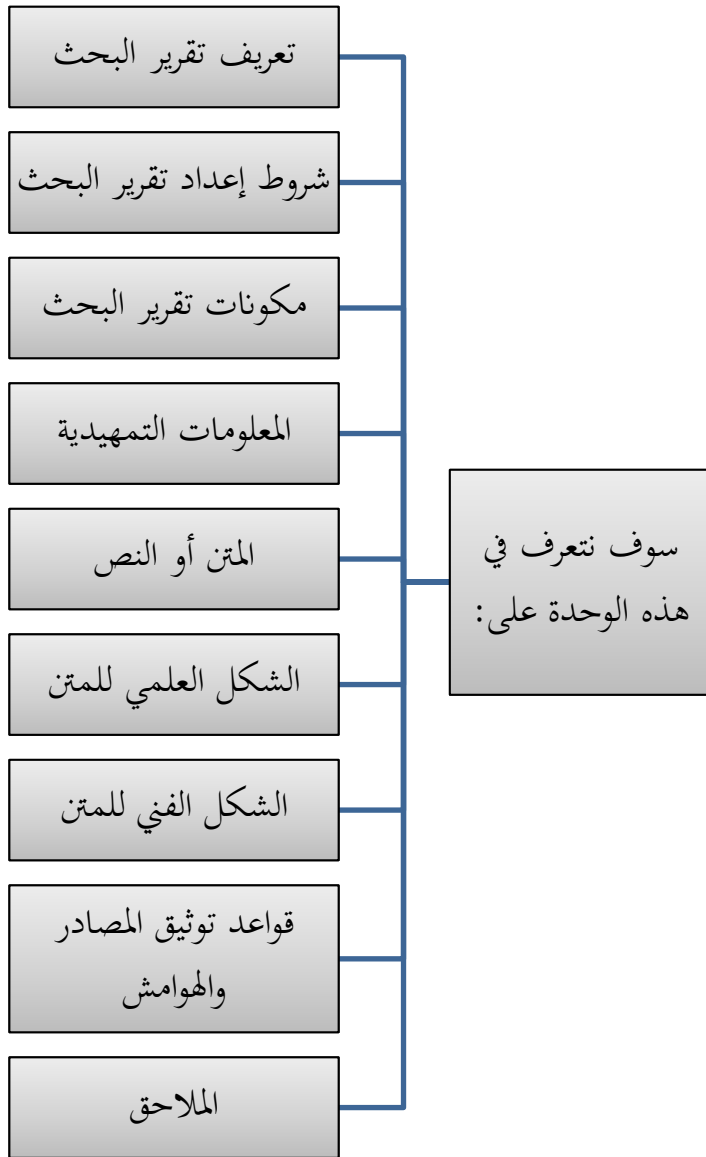 سوف نتعرف في
هذه الوحدة على:
تعريف تقرير البحث
شروط إعداد تقرير البحث
مكونات تقرير البحث
المعلومات التمهيدية
المتن أو النص
الشكل العلمي للمتن
الشكل الفني للمتن
قواعد توثيق المصادر
والهوامش
الملاحق